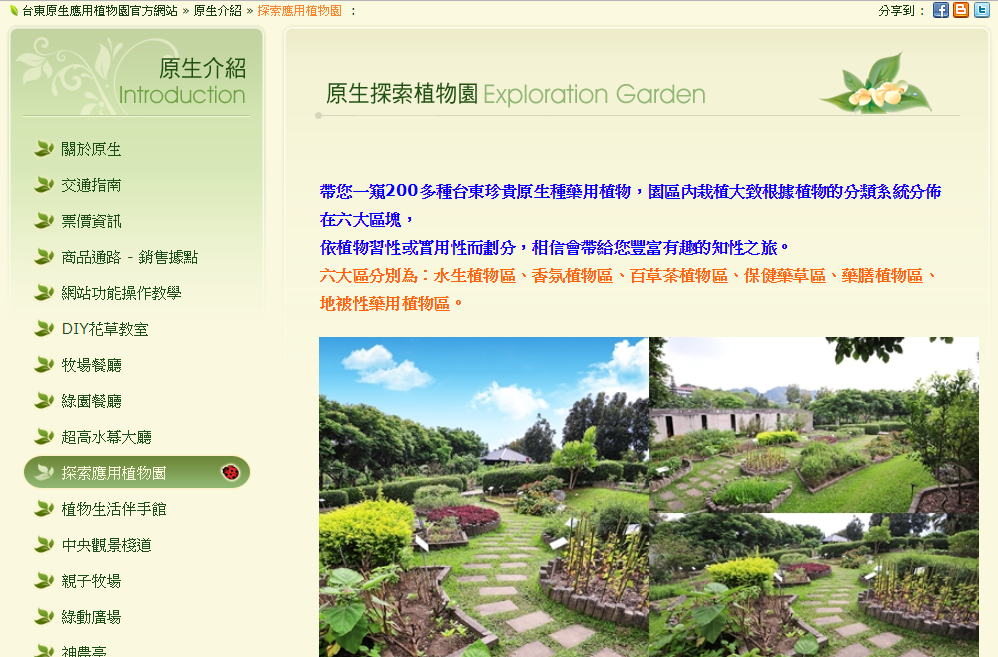 台東原生應用植物園官方網站 » 原生介紹 » 探索應用植物園 ：
分享到：
原生介紹
Introduction
關於原生
交通指南
票價資訊
商品通路 - 銷售據點
網站功能操作教學
DIY花草教室
牧場餐廳
綠園餐廳
超高水幕大廳
探索應用植物園
植物生活伴手館
中央觀景棧道
親子牧場
綠動廣場
神農亭
原生探索植物園 Exploration Garden
帶您一窺200多種台東珍貴原生種藥用植物，園區內栽植大致根據植物的分類系統分佈
在六大區塊，
依植物習性或實用性而劃分，相信會帶給您豐富有趣的知性之旅。
六大區分別為：水生植物區、香氛植物區、百草茶植物區、保健藥草區、藥膳植物區、
地被性藥用植物區。